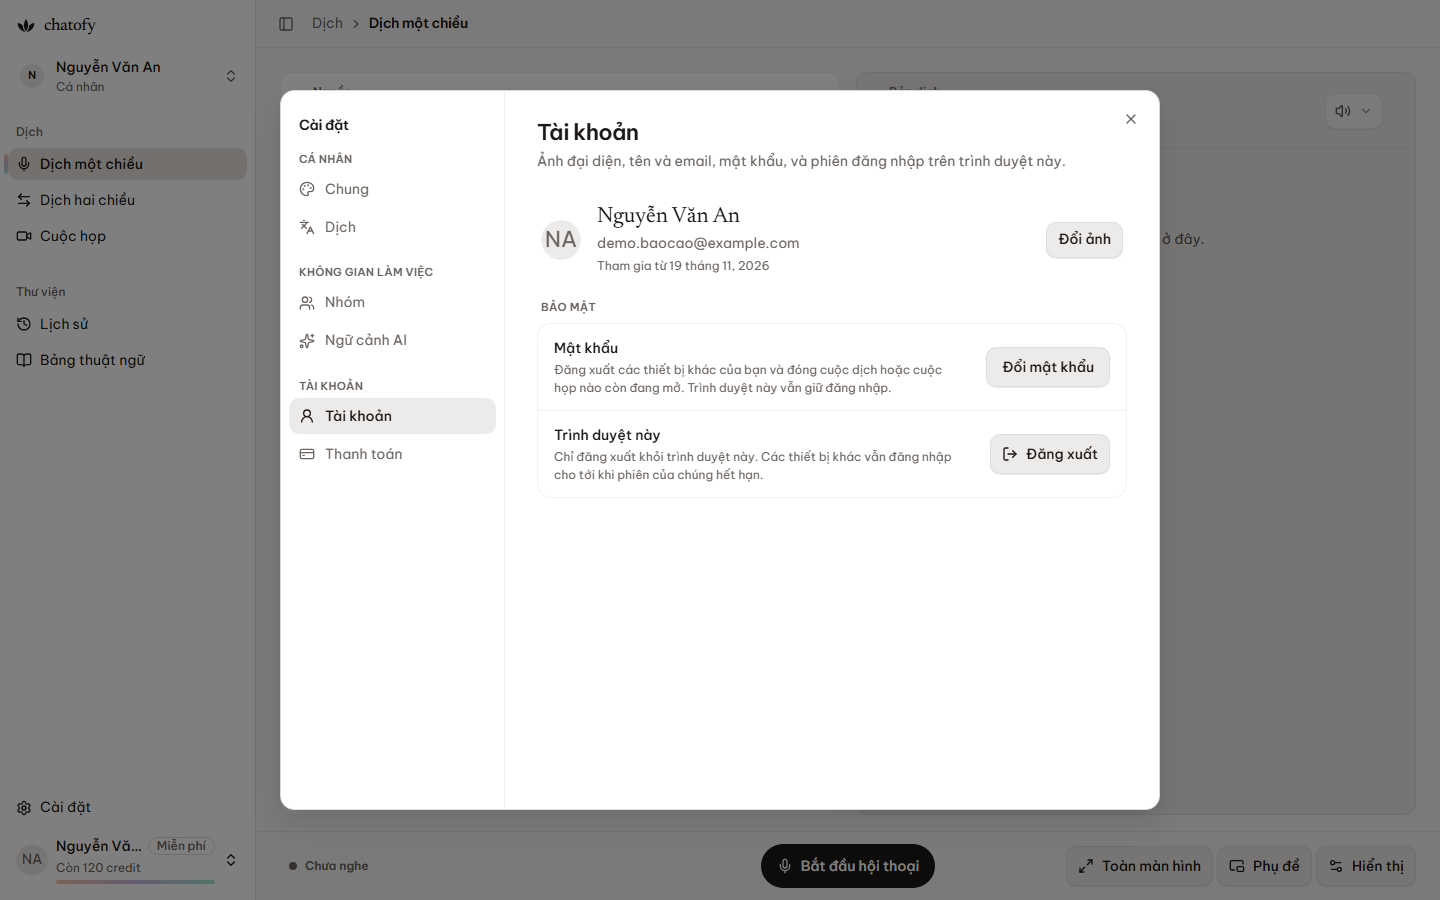 chatofy
Nguyễn Văn An
Cá nhân
Dịch
Dịch một chiều
Dịch hai chiều
Cuộc họp
Thư viện
Lịch sử
Bảng thuật ngữ
Cài đặt
NA
Nguyễn Vă...
Miễn phí
Còn 120 credit
Dịch > Dịch một chiều
Cài đặt
CÁ NHÂN
Chung
Dịch
KHÔNG GIAN LÀM VIỆC
Nhóm
Ngữ cảnh AI
TÀI KHOẢN
Tài khoản
Thanh toán
Tài khoản
Ảnh đại diện, tên và email, mật khẩu, và phiên đăng nhập trên trình duyệt này.
NA
Nguyễn Văn An
demo.baocao@example.com
Tham gia từ 19 tháng 11, 2026
Đổi ảnh
BẢO MẬT
Mật khẩu
Đăng xuất các thiết bị khác của bạn và đóng cuộc dịch hoặc cuộc
họp nào còn đang mở. Trình duyệt này vẫn giữ đăng nhập.
Đổi mật khẩu
Trình duyệt này
Chỉ đăng xuất khỏi trình duyệt này. Các thiết bị khác vẫn đăng nhập
cho tới khi phiên của chúng hết hạn.
Đăng xuất
ở đây.
Chưa nghe
Bắt đầu hội thoại
Toàn màn hình
Phụ đề
Hiển thị